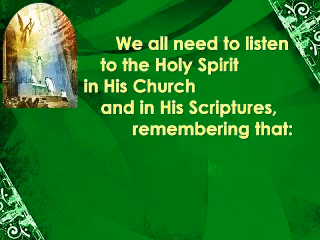 We all need to listen
to the Holy Spirit
in His Church
and in His Scriptures,
remembering that: